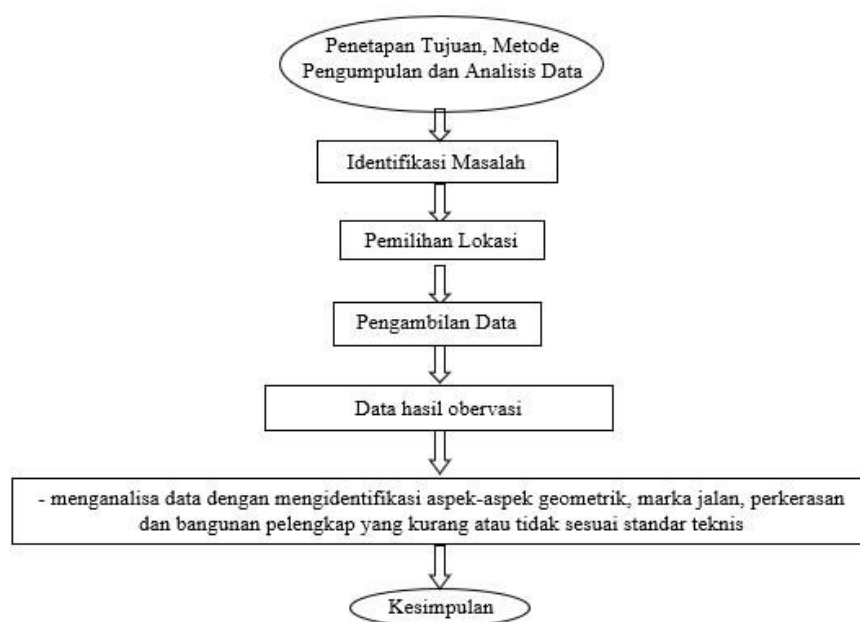 Penetapan Tujuan, Metode
Pengumpulan dan Analisis Data
Identifikasi Masalah
Pemilihan Lokasi
Pengambilan Data
Data hasil obervasi
- menganalisa data dengan mengidentifikasi aspek-aspek geometrik, marka jalan, perkerasan
dan bangunan pelengkap yang kurang atau tidak sesuai standar teknis
Kesimpulan